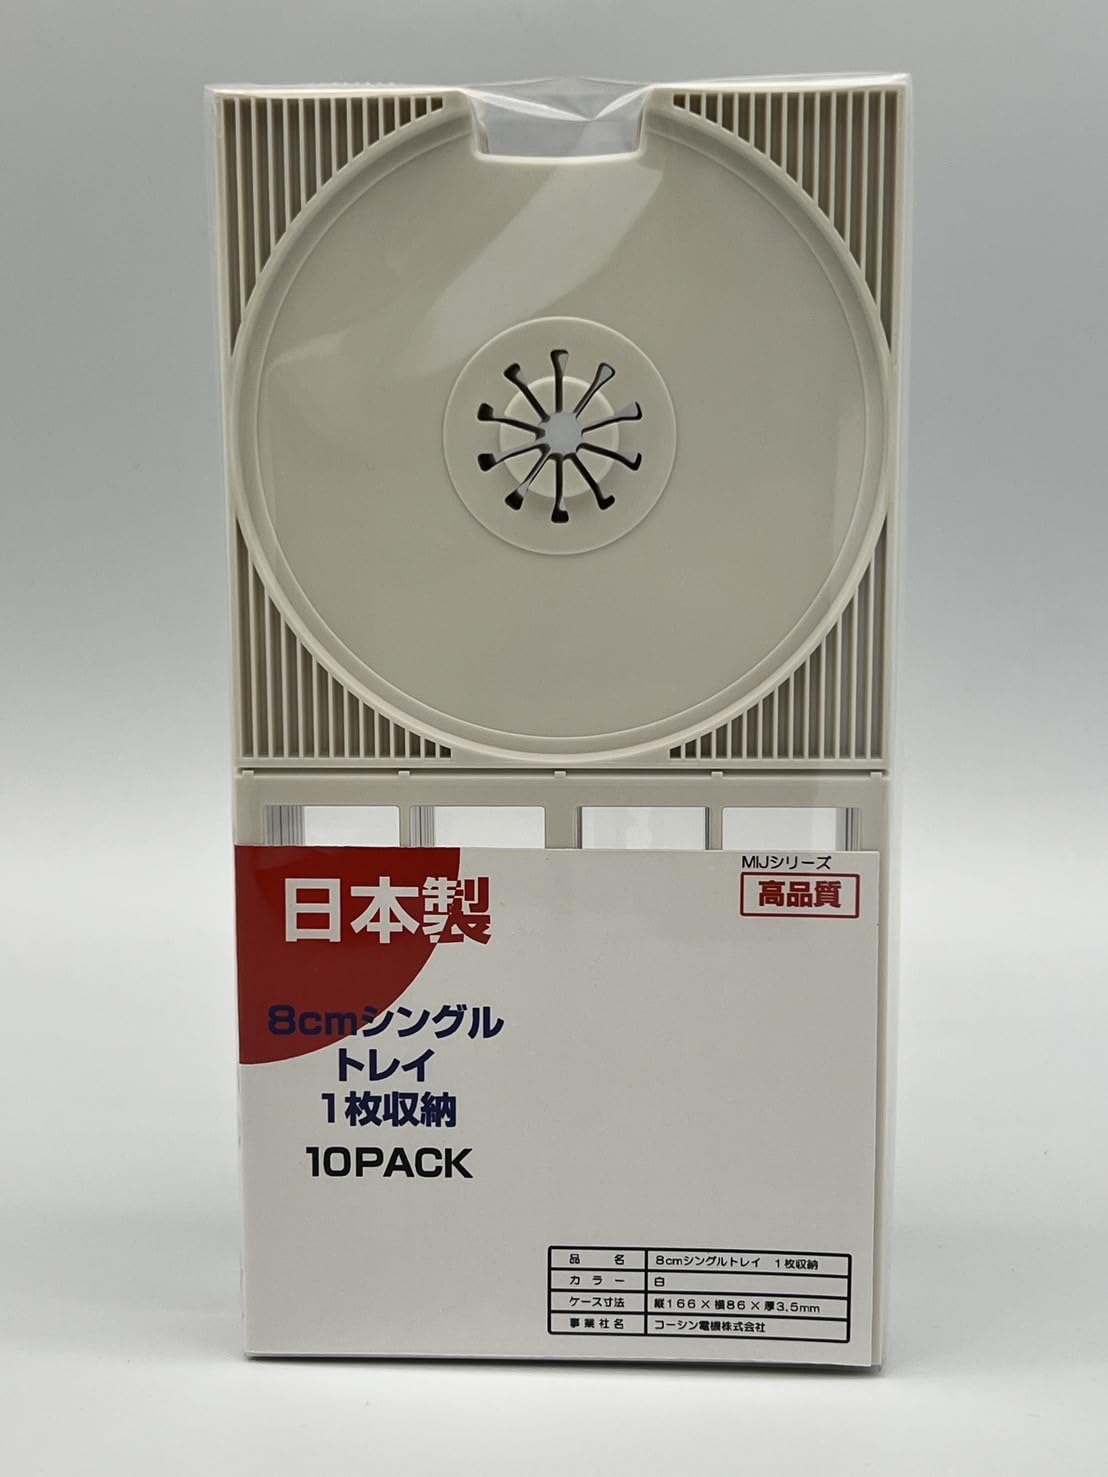 日本製
MIJシリーズ
高品質
8cmシングル
トレイ
1枚収納
10PACK
品名 8cmシングルトレイ 1枚収納
カラー 白
ケース寸法 縦166×横86×厚3.5mm
事業社名 コーシン電機株式会社